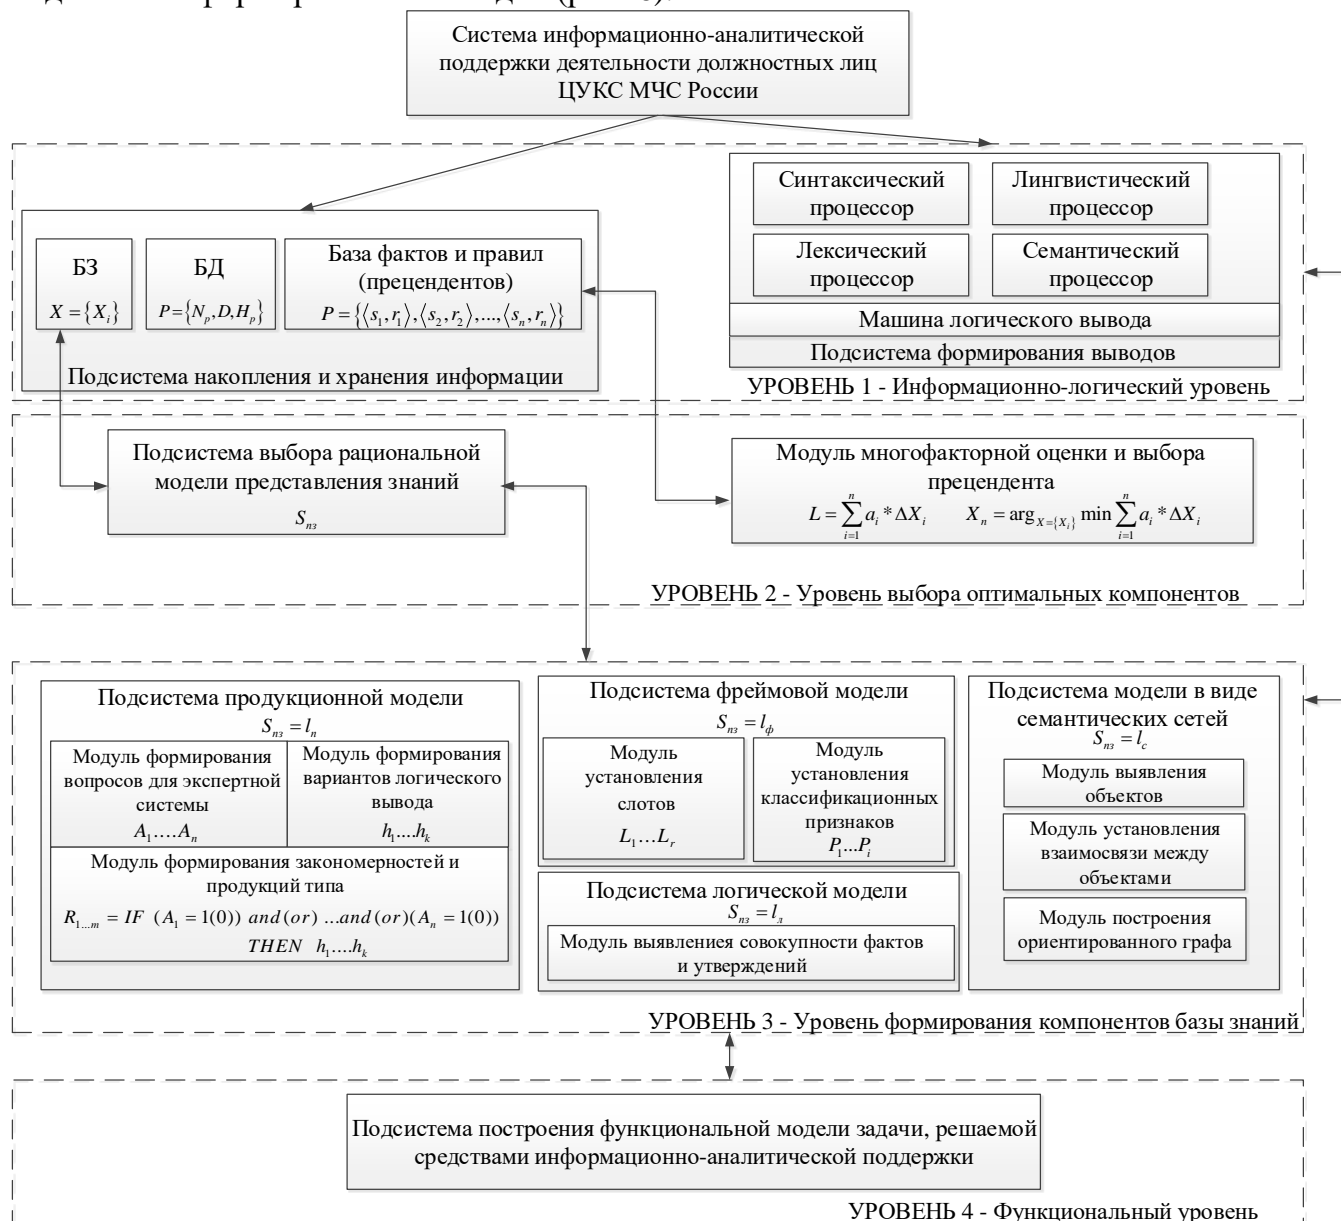 Система информационно-аналитической
поддержки деятельности должностных лиц
ЦУКС МЧС России
Синтаксический
процессор
Лингвистический
процессор
Лексический
процессор
Семантический
процессор
Машина логического вывода
Подсистема формирования выводов
УРОВЕНЬ 1 - Информационно-логический уровень
БЗ
X = {X_i}
БД
P = {N_p, D, H_p}
База фактов и правил
(прецендентов)
P = {⟨s_1, r_1⟩, ⟨s_2, r_2⟩, ..., ⟨s_n, r_n⟩}
Подсистема накопления и хранения информации
Подсистема выбора рациональной
модели представления знаний
S_пз
Модуль многофакторной оценки и выбора
прецендента
L = ∑_{i=1}^{n} a_i * ΔX_i    X_n = arg_{X={X_i}} min ∑_{i=1}^{n} a_i * ΔX_i
УРОВЕНЬ 2 - Уровень выбора оптимальных компонентов
Подсистема продукционной модели
S_пз = l_п
Модуль формирования
вопросов для экспертной
системы
A_1....A_n
Модуль формирования
вариантов логического
вывода
h_1....h_k
Модуль формирования закономерностей и
продукций типа
R_{1...m} = IF (A_1 = 1(0)) and (or) ...and (or)(A_n = 1(0))
THEN h_1....h_k
Подсистема фреймовой модели
S_пз = l_ф
Модуль
установления
слотов
L_1...L_r
Модуль
установления
классификационных
признаков
P_1...P_i
Подсистема логической модели
S_пз = l_л
Модуль выявлениея совокупности фактов
и утверждений
Подсистема модели в виде
семантических сетей
S_пз = l_c
Модуль выявления
объектов
Модуль установления
взаимосвязи между
объектами
Модуль построения
ориентированного графа
УРОВЕНЬ 3 - Уровень формирования компонентов базы знаний
Подсистема построения функциональной модели задачи, решаемой
средствами информационно-аналитической поддержки
УРОВЕНЬ 4 - Функциональный уровень